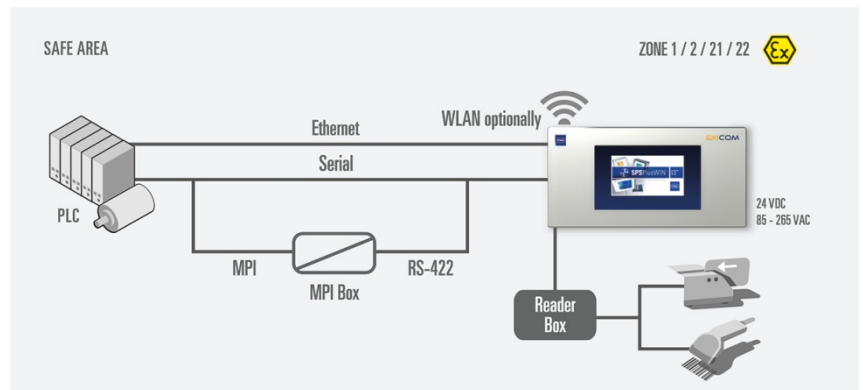 SAFE AREA
ZONE 1 / 2 / 21 / 22
Ex
Ethernet
WLAN optionally
EXICOM
Serial
SPSPlusWIN
PLC
24 VDC
85 - 265 VAC
MPI
RS-422
MPI Box
Reader
Box